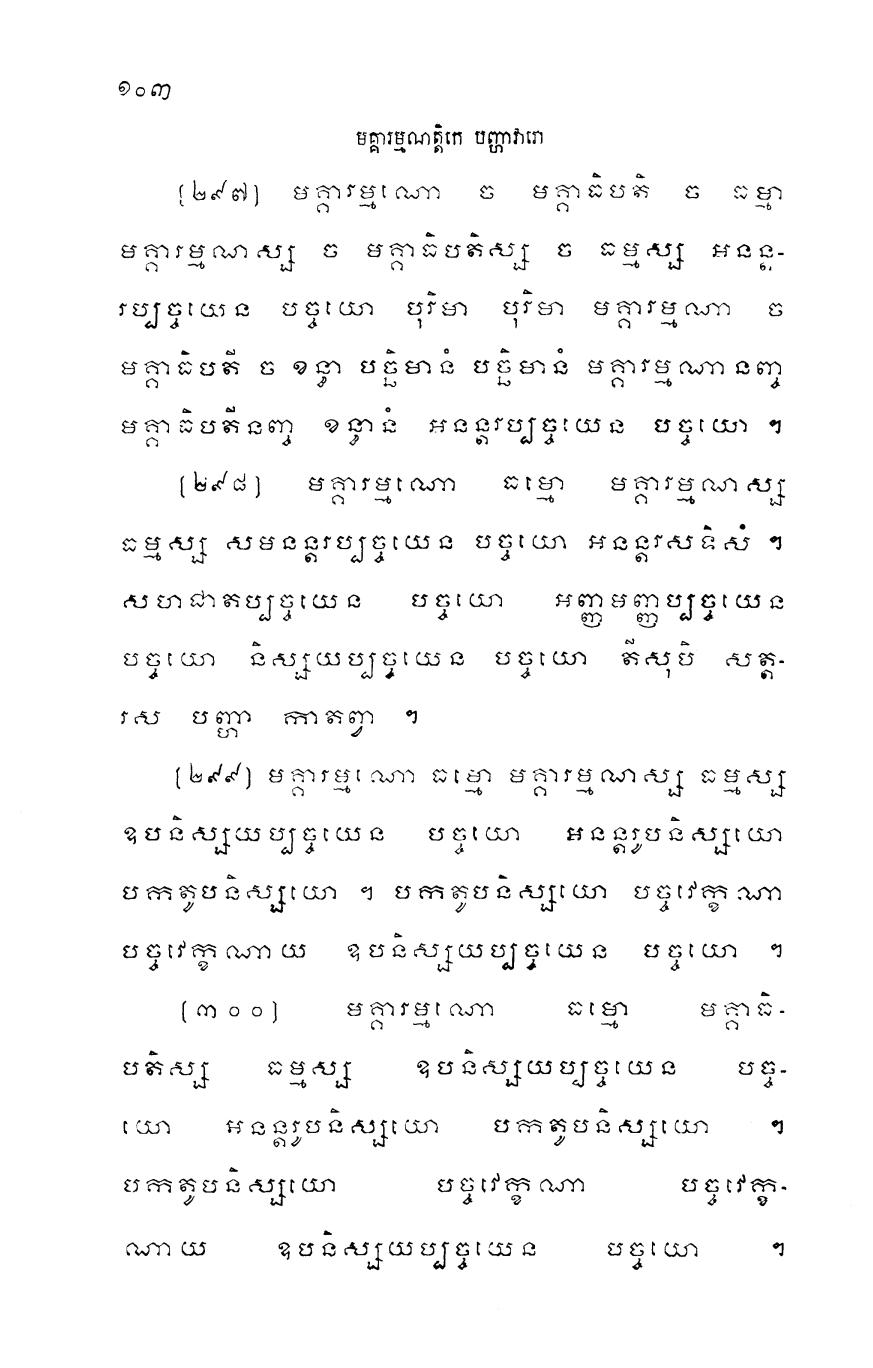 ១០៣
មគ្គារម្មណត្តិកេ បញ្ហាវារោ
[២៩៧] មគ្គារម្មណោ ច មគ្គាធិបតិ ច ធម្មា
មគ្គារម្មណស្ស ច មគ្គាធិបតិស្ស ច ធម្មស្ស អនន្ត-
រប្បច្ចយេន បច្ចយោ បុរិមា បុរិមា មគ្គារម្មណា ច
មគ្គាធិបតី ច ខន្ធា បច្ឆិមានំ បច្ឆិមានំ មគ្គារម្មណានញ្ច
មគ្គាធិបតីនញ្ច ខន្ធានំ អនន្តរប្បច្ចយេន បច្ចយោ ។
[២៩៨] មគ្គារម្មណោ ធម្មោ មគ្គារម្មណស្ស
ធម្មស្ស សមនន្តរប្បច្ចយេន បច្ចយោ អនន្តរសទិសំ ។
សហជាតប្បច្ចយេន បច្ចយោ អញ្ញមញ្ញប្បច្ចយេន
បច្ចយោ និស្សយប្បច្ចយេន បច្ចយោ តីសុបិ សត្ត-
រស បញ្ហា កាតព្វា ។
[២៩៩] មគ្គារម្មណោ ធម្មោ មគ្គារម្មណស្ស ធម្មស្ស
ឧបនិស្សយប្បច្ចយេន បច្ចយោ អនន្តរូបនិស្សយោ
បកតូបនិស្សយោ ។ បកតូបនិស្សយោ បច្ចវេក្ខណា
បច្ចវេក្ខណាយ ឧបនិស្សយប្បច្ចយេន បច្ចយោ ។
[៣០០] មគ្គារម្មណោ ធម្មោ មគ្គាធិ-
បតិស្ស ធម្មស្ស ឧបនិស្សយប្បច្ចយេន បច្ច-
យោ អនន្តរូបនិស្សយោ បកតូបនិស្សយោ ។
បកតូបនិស្សយោ បច្ចវេក្ខណា បច្ចវេក្ខ-
ណាយ ឧបនិស្សយប្បច្ចយេន បច្ចយោ ។